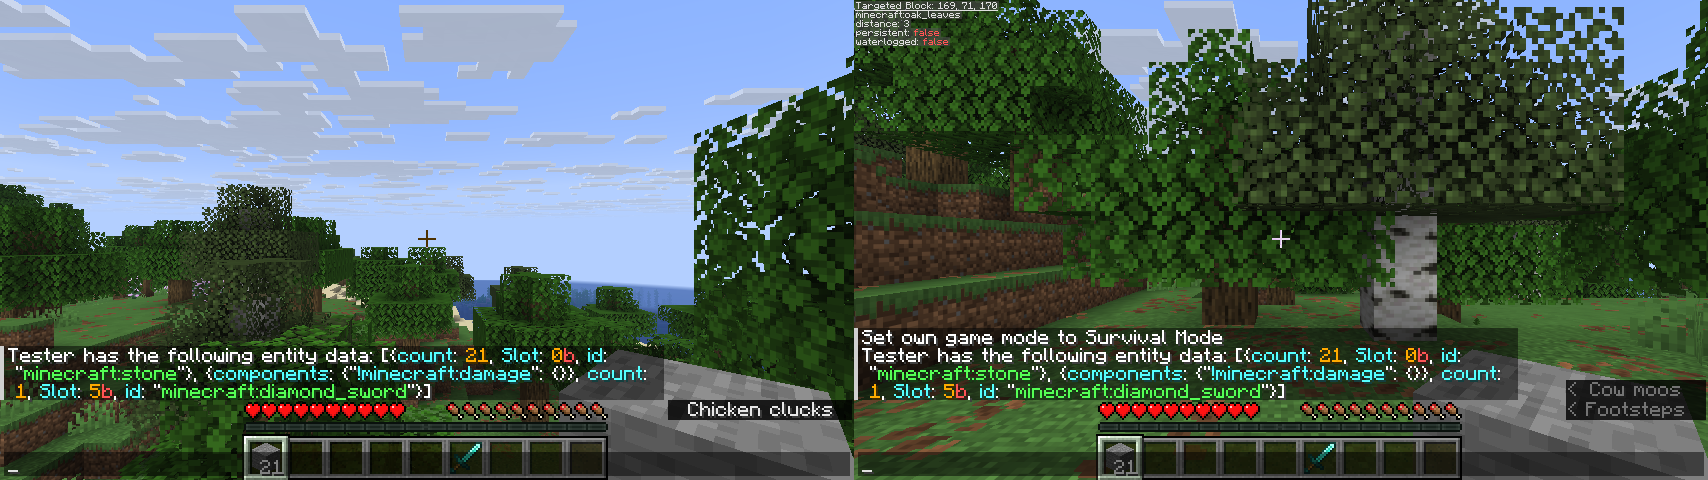 Tester has the following entity data: [{count: 21, Slot: 0b, id:
"minecraft:stone"}, {components: {"!minecraft:damage": {}}, count:
1, Slot: 5b, id: "minecraft:diamond_sword"}]
Chicken clucks
21
_
Targeted Block: 169, 71, 170
minecraft:oak_leaves
distance: 3
persistent: false
waterlogged: false
Set own game mode to Survival Mode
Tester has the following entity data: [{count: 21, Slot: 0b, id:
"minecraft:stone"}, {components: {"!minecraft:damage": {}}, count:
1, Slot: 5b, id: "minecraft:diamond_sword"}]
< Cow moos
< Footsteps
21
_